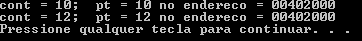 cont = 10;  pt = 10 no endereco = 00402000
cont = 12;  pt = 12 no endereco = 00402000
Pressione qualquer tecla para continuar. . .